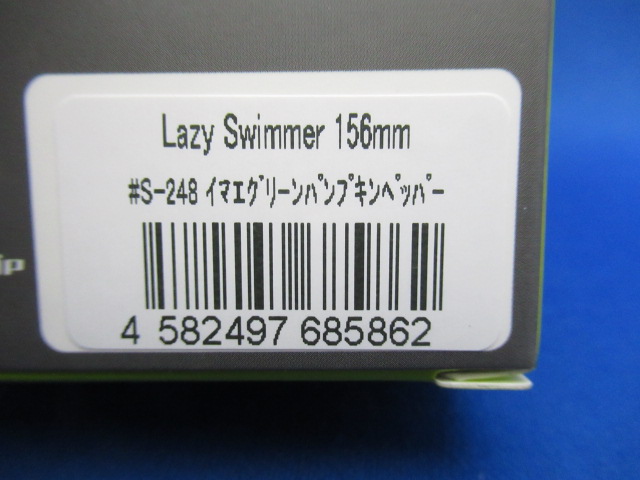 Lazy Swimmer 156mm
#S-248 ｲﾏｴｸﾞﾘｰﾝﾊﾟﾝﾌﾟｷﾝﾍﾟｯﾊﾟｰ
4 582497 685862
ip